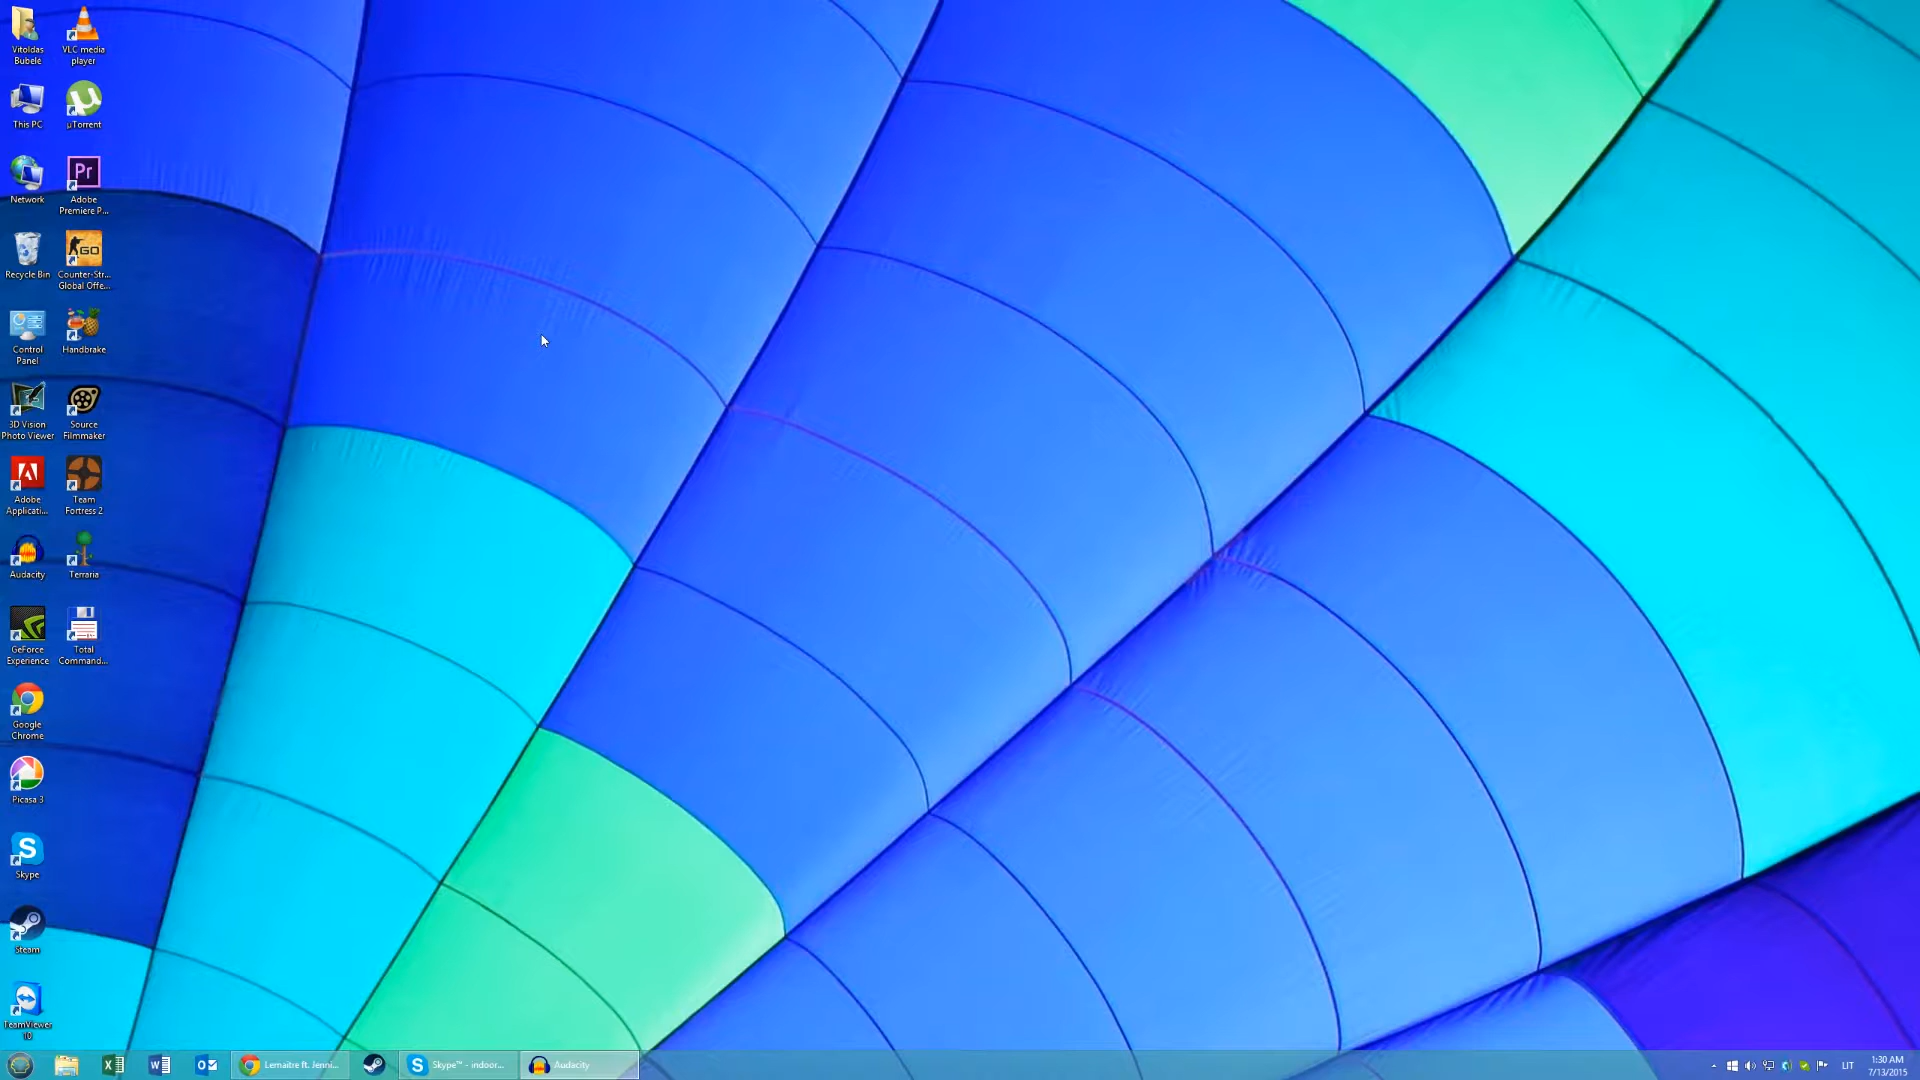 Vitoldas
Bubelė
VLC media
player
This PC
µTorrent
Network
Adobe
Premiere P...
Recycle Bin
Counter-Str...
Global Offe...
Control
Panel
Handbrake
3D Vision
Photo Viewer
Source
Filmmaker
Adobe
Applicati...
Team
Fortress 2
Audacity
Terraria
GeForce
Experience
Total
Command...
Google
Chrome
Picasa 3
Skype
Steam
TeamViewer
10
Lemaitre ft. Jenni...
Skype™ - indoor...
Audacity
LIT
1:30 AM
7/13/2015